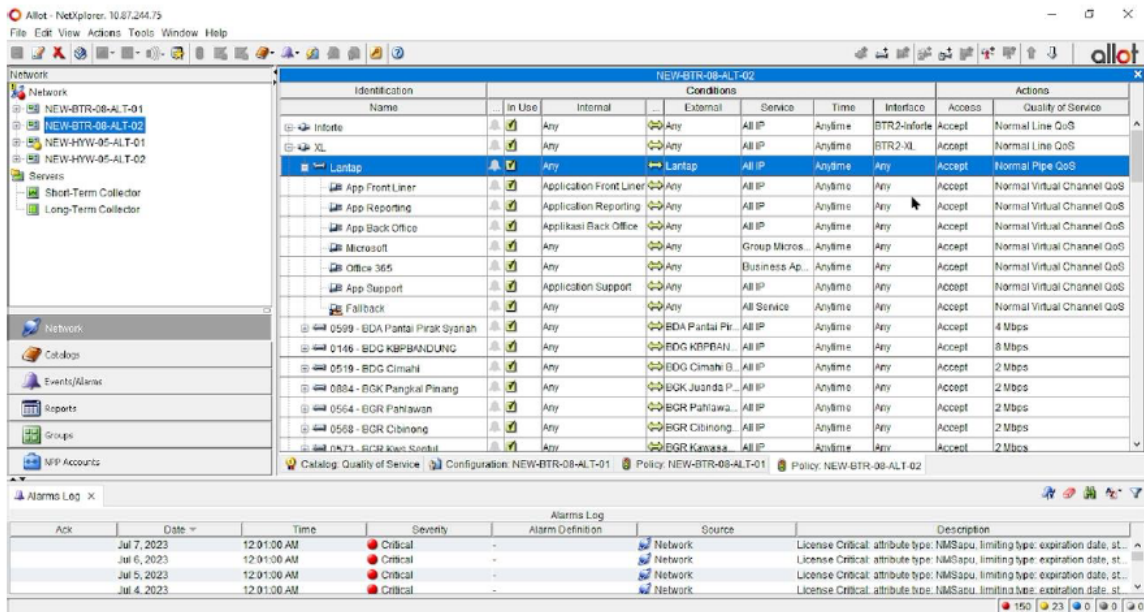 Allot - NetXplorer. 10.87.244.75
File Edit View Actions Tools Window Help
allot
Network
Network
NEW-BTR-08-ALT-01
NEW-BTR-08-ALT-02
NEW-HYW-05-ALT-01
NEW-HYW-05-ALT-02
Servers
Short-Term Collector
Long-Term Collector
Network
Catalogs
Events/Alarms
Reports
Groups
NPP Accounts
NEW-BTR-08-ALT-02
Identification Conditions Actions
Name ... In Use Internal ... External Service Time Interface Access Quality of Service
Inforte Any Any All IP Anytime BTR2-Inforte Accept Normal Line QoS
XL Any Any All IP Anytime BTR2-XL Accept Normal Line QoS
Lantap Any Lantap All IP Anytime Any Accept Normal Pipe QoS
App Front Liner Application Front Liner Any All IP Anytime Any Accept Normal Virtual Channel QoS
App Reporting Application Reporting Any All IP Anytime Any Accept Normal Virtual Channel QoS
App Back Office Applikasi Back Office Any All IP Anytime Any Accept Normal Virtual Channel QoS
Microsoft Any Any Group Micros... Anytime Any Accept Normal Virtual Channel QoS
Office 365 Any Any Business Ap... Anytime Any Accept Normal Virtual Channel QoS
App Support Application Support Any All IP Anytime Any Accept Normal Virtual Channel QoS
Fallback Any Any All Service Anytime Any Accept Normal Virtual Channel QoS
0599 - BDA Pantai Pirak Syariah Any BDA Pantai Pir... All IP Anytime Any Accept 4 Mbps
0146 - BDG KBPBANDUNG Any BDG KBPBAN... All IP Anytime Any Accept 8 Mbps
0519 - BDG Cimahi Any BDG Cimahi B... All IP Anytime Any Accept 2 Mbps
0884 - BGK Pangkal Pinang Any BGK Juanda P... All IP Anytime Any Accept 2 Mbps
0564 - BGR Pahlawan Any BGR Pahlawa... All IP Anytime Any Accept 2 Mbps
0568 - BGR Cibinong Any BGR Cibinong... All IP Anytime Any Accept 2 Mbps
0573 - BGR Kws Sentul Any BGR Kawasa... All IP Anytime Any Accept 2 Mbps
Catalog: Quality of Service Configuration: NEW-BTR-08-ALT-01 Policy: NEW-BTR-08-ALT-01 Policy: NEW-BTR-08-ALT-02
Alarms Log
Alarms Log
Ack Date Time Severity Alarm Definition Source Description
Jul 7, 2023 12:01:00 AM Critical - Network License Critical: attribute type: NMSapu, limiting type: expiration date, st...
Jul 6, 2023 12:01:00 AM Critical - Network License Critical: attribute type: NMSapu, limiting type: expiration date, st...
Jul 5, 2023 12:01:00 AM Critical - Network License Critical: attribute type: NMSapu, limiting type: expiration date, st...
Jul 4, 2023 12:01:00 AM Critical - Network License Critical: attribute type: NMSapu, limiting type: expiration date, st...
150 23 0 0